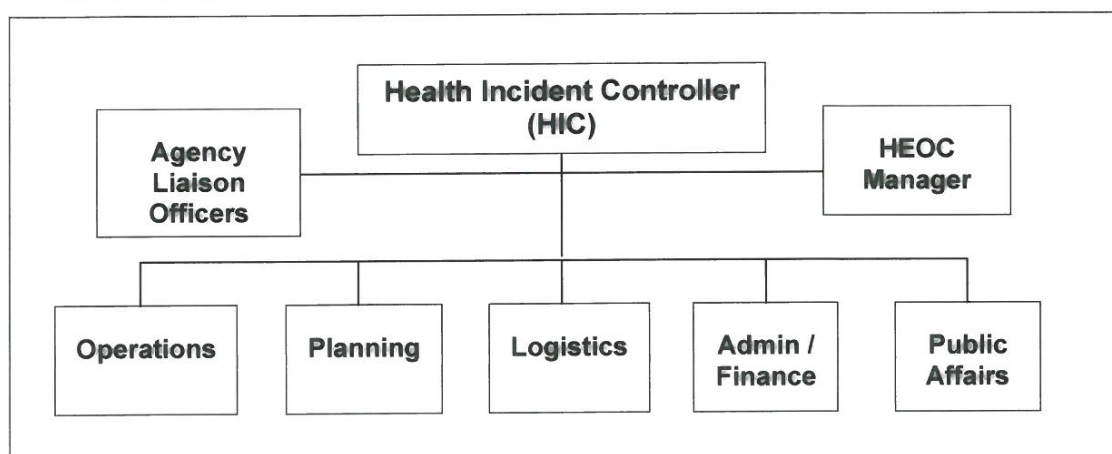 Health Incident Controller
(HIC)
Agency
Liaison
Officers
HEOC
Manager
Operations
Planning
Logistics
Admin /
Finance
Public
Affairs